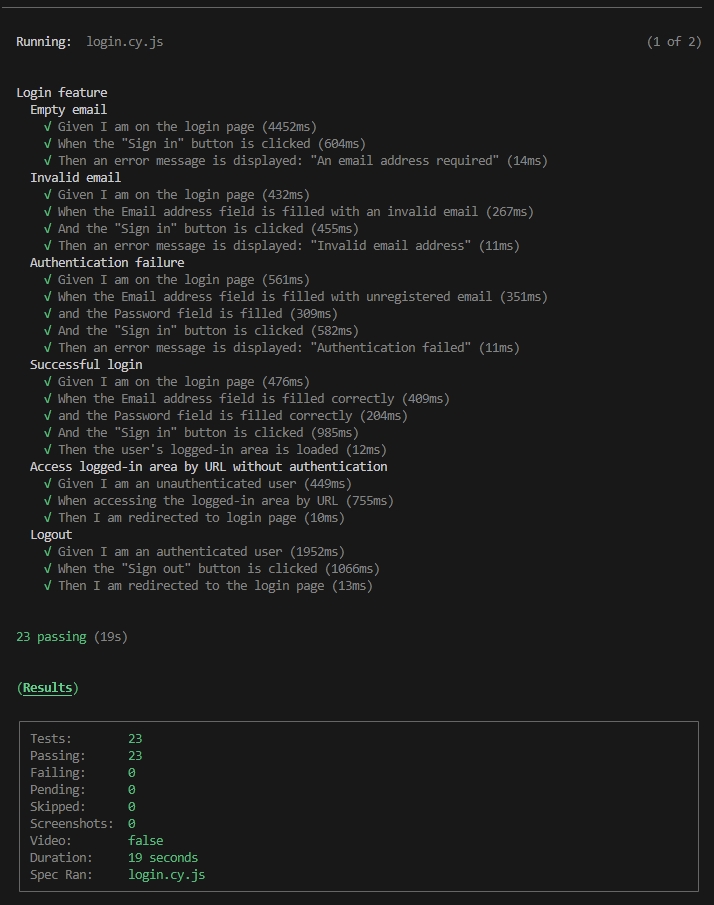 Running: login.cy.js (1 of 2)
Login feature
Empty email
√ Given I am on the login page (4452ms)
√ When the "Sign in" button is clicked (604ms)
√ Then an error message is displayed: "An email address required" (14ms)
Invalid email
√ Given I am on the login page (432ms)
√ When the Email address field is filled with an invalid email (267ms)
√ And the "Sign in" button is clicked (455ms)
√ Then an error message is displayed: "Invalid email address" (11ms)
Authentication failure
√ Given I am on the login page (561ms)
√ When the Email address field is filled with unregistered email (351ms)
√ and the Password field is filled (309ms)
√ And the "Sign in" button is clicked (582ms)
√ Then an error message is displayed: "Authentication failed" (11ms)
Successful login
√ Given I am on the login page (476ms)
√ When the Email address field is filled correctly (409ms)
√ and the Password field is filled correctly (204ms)
√ And the "Sign in" button is clicked (985ms)
√ Then the user's logged-in area is loaded (12ms)
Access logged-in area by URL without authentication
√ Given I am an unauthenticated user (449ms)
√ When accessing the logged-in area by URL (755ms)
√ Then I am redirected to login page (10ms)
Logout
√ Given I am an authenticated user (1952ms)
√ When the "Sign out" button is clicked (1066ms)
√ Then I am redirected to the login page (13ms)
23 passing (19s)
(Results)
Tests: 23
Passing: 23
Failing: 0
Pending: 0
Skipped: 0
Screenshots: 0
Video: false
Duration: 19 seconds
Spec Ran: login.cy.js